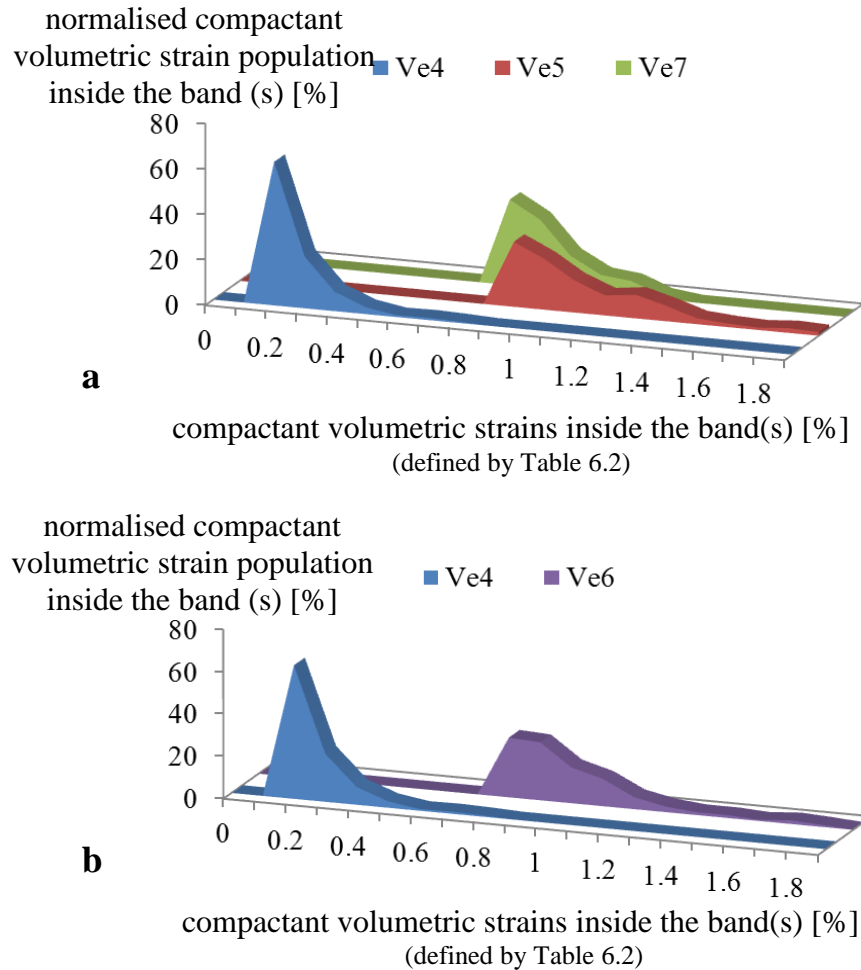 normalised compactant
volumetric strain population
inside the band (s) [%]
Ve4 Ve5 Ve7
80
60
40
20
0
0 0.2 0.4 0.6 0.8 1 1.2 1.4 1.6 1.8
a
compactant volumetric strains inside the band(s) [%]
(defined by Table 6.2)
normalised compactant
volumetric strain population
inside the band (s) [%]
Ve4 Ve6
80
60
40
20
0
0 0.2 0.4 0.6 0.8 1 1.2 1.4 1.6 1.8
b
compactant volumetric strains inside the band(s) [%]
(defined by Table 6.2)